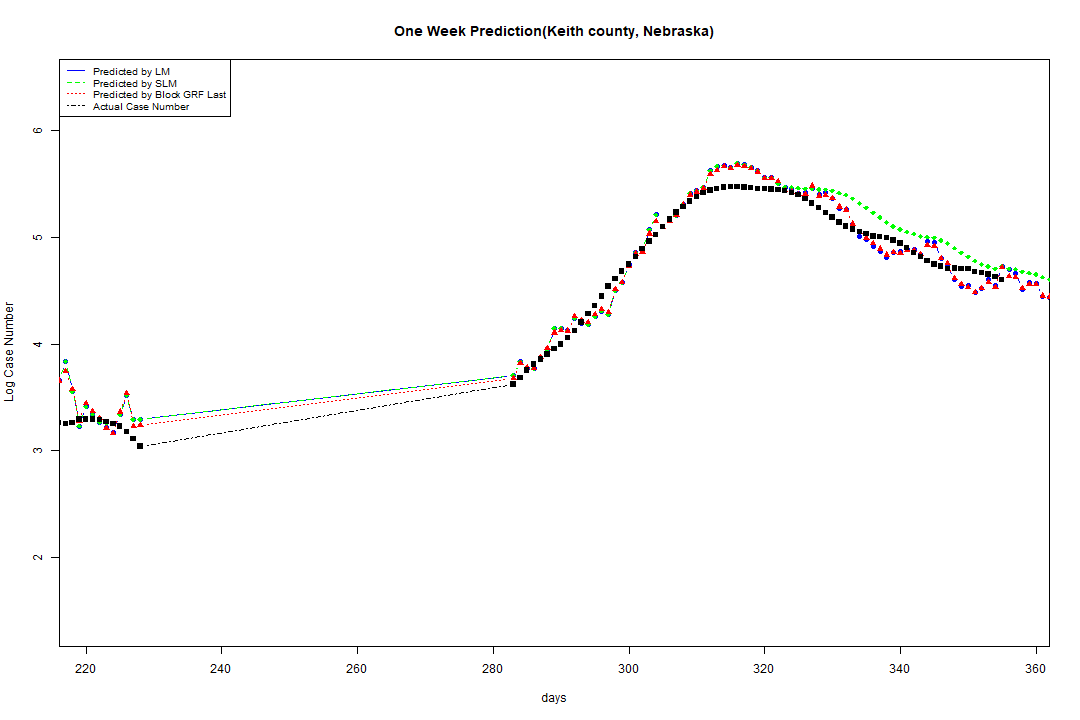 One Week Prediction(Keith county, Nebraska)
Predicted by LM
Predicted by SLM
Predicted by Block GRF Last
Actual Case Number
6
5
4
3
2
Log Case Number
220 240 260 280 300 320 340 360
days